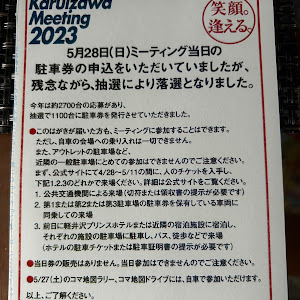 Karuizawa
Meeting
2023
笑顔。
逢える。
5月28日(日)ミーティング当日の
駐車券の申込をいただいていましたが、
残念ながら、抽選により落選となりました。
今年は約2700台の応募があり、
抽選で1100台に駐車券を発行させていただきました。
●このはがきが届いた方も、ミーティングに参加することはできます。
ただし、自車の会場への乗り入れは一切できません。
また、アウトレットの駐車場など、
近隣の一般駐車場にとめての参加はできませんのでご注意ください。
まず、公式サイトにて4/28~5/11の間に、人のチケットを入手し、
下記1.2.3のどれかで来場ください。詳細は公式サイトをご覧ください。
1. 公共交通機関による来場(切符または領収書の提示が必要です)
2. 第1または第2または第3駐車場の駐車券を保有している車両に
同乗しての来場
3. 前日に軽井沢プリンスホテルまたは近隣の宿泊施設に宿泊し、
それぞれの施設の駐車場に駐車し、バス、徒歩などで来場
(ホテルの駐車チケットまたは駐車証明書の提示が必要です)
●当日券の販売はありません。当日参加はできませんのでご注意ください。
●5/27(土)のコマ地図ラリー、コマ地図ドライブには、自車で参加いただけます。
以上、ご了解ください。